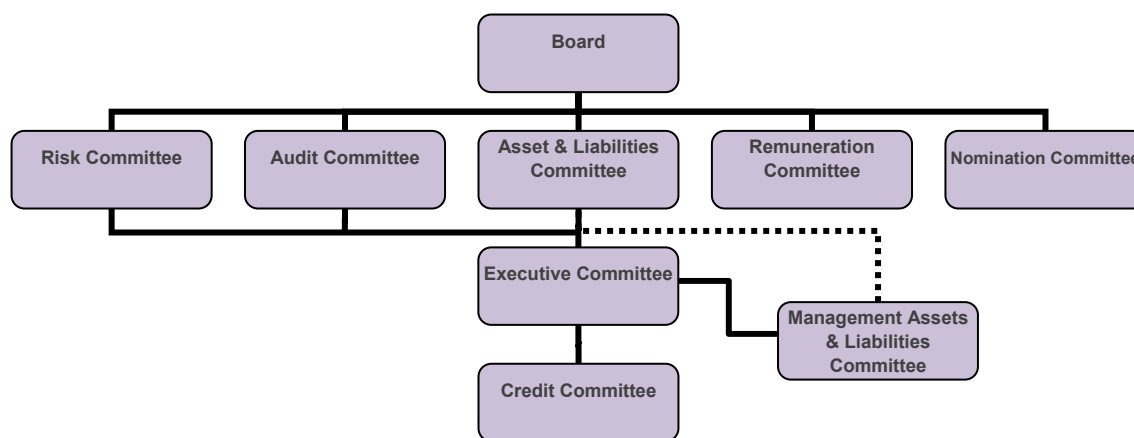 Board
Risk Committee
Audit Committee
Asset & Liabilities
Committee
Remuneration
Committee
Nomination Committee
Executive Committee
Management Assets
& Liabilities
Committee
Credit Committee